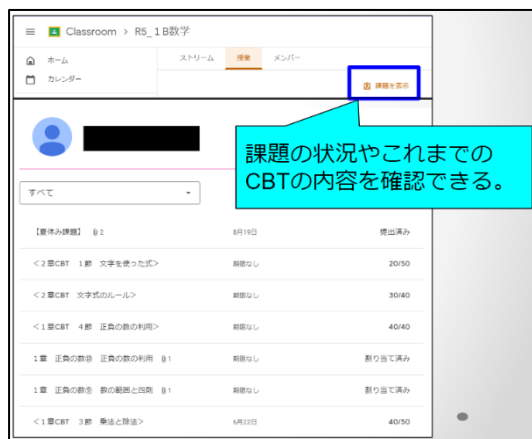 Classroom > R5_１B数学
ホーム
カレンダー
ストリーム 授業 メンバー
課題を表示
課題の状況やこれまでの
CBTの内容を確認できる。
すべて
【夏休み課題】 2 8月19日 提出済み
＜2章CBT 1節 文字を使った式＞ 期限なし 20/50
＜2章CBT 文字式のルール＞ 期限なし 30/40
＜1章CBT 4節 正負の数の利用＞ 期限なし 40/40
1章 正負の数⑩ 正負の数の利用 1 期限なし 割り当て済み
1章 正負の数⑨ 数の範囲と四則 1 期限なし 割り当て済み
＜1章CBT 3節 乗法と除法＞ 6月22日 40/50